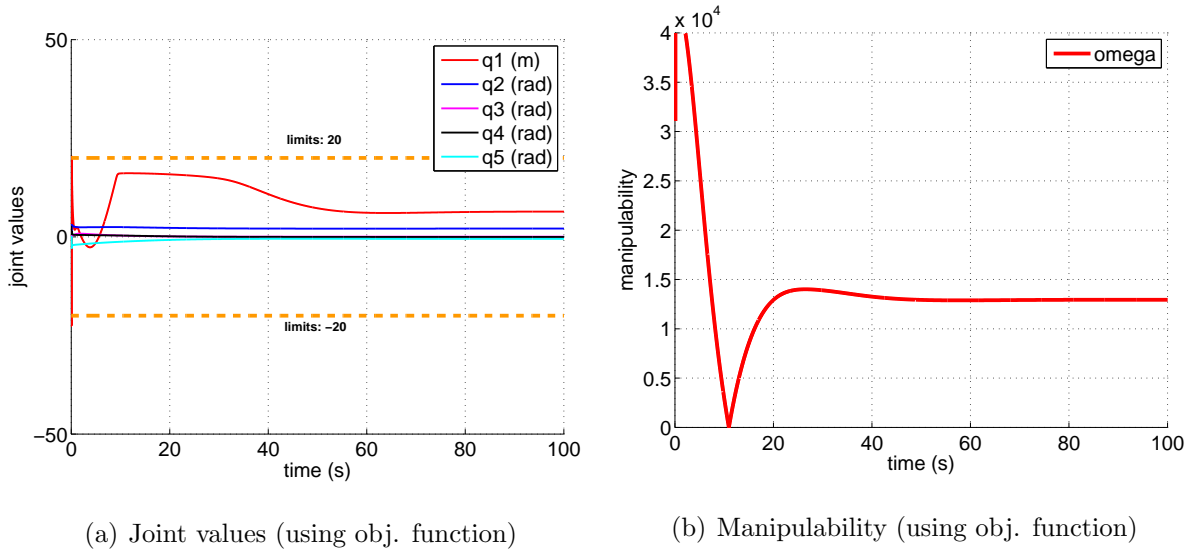 50
0
−50
0
20
40
60
80
100
time (s)
joint values
limits: 20
limits: −20
q1 (m)
q2 (rad)
q3 (rad)
q4 (rad)
q5 (rad)
(a) Joint values (using obj. function)
x 10^4
4
3.5
3
2.5
2
1.5
1
0.5
0
0
20
40
60
80
100
time (s)
manipulability
omega
(b) Manipulability (using obj. function)